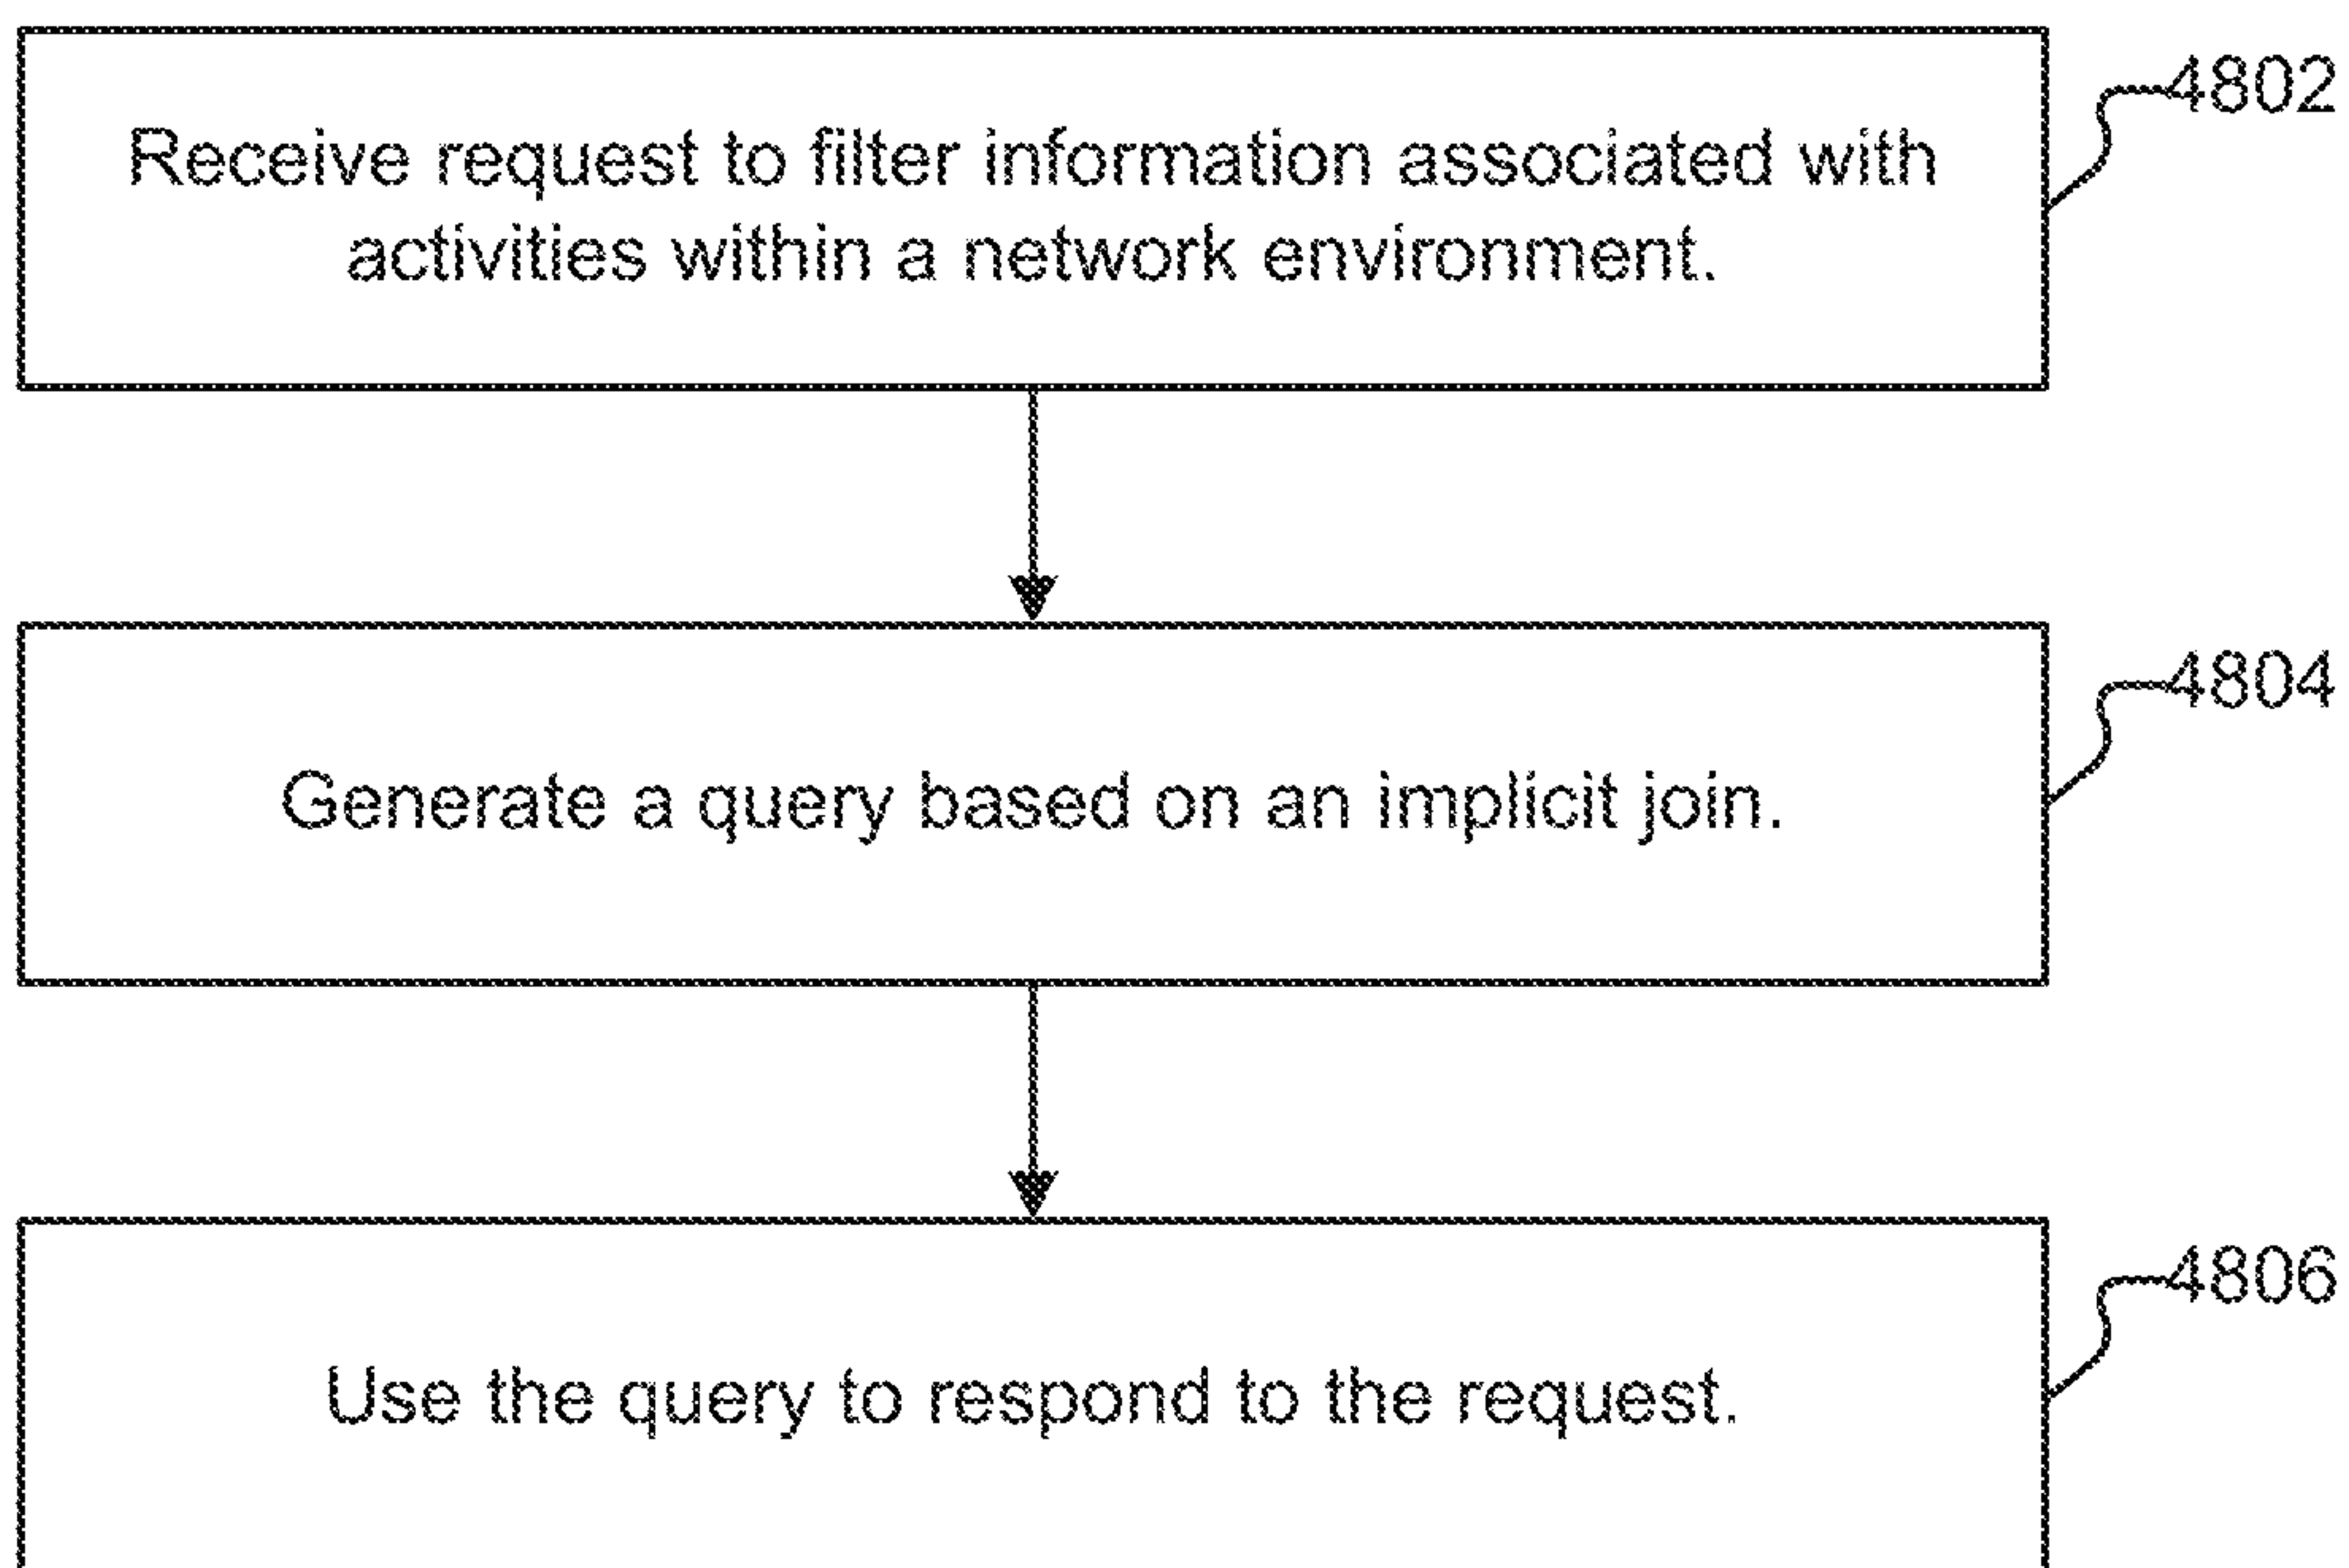 4802
Receive request to filter information associated with
activities within a network environment.
4804
Generate a query based on an implicit join.
4806
Use the query to respond to the request.